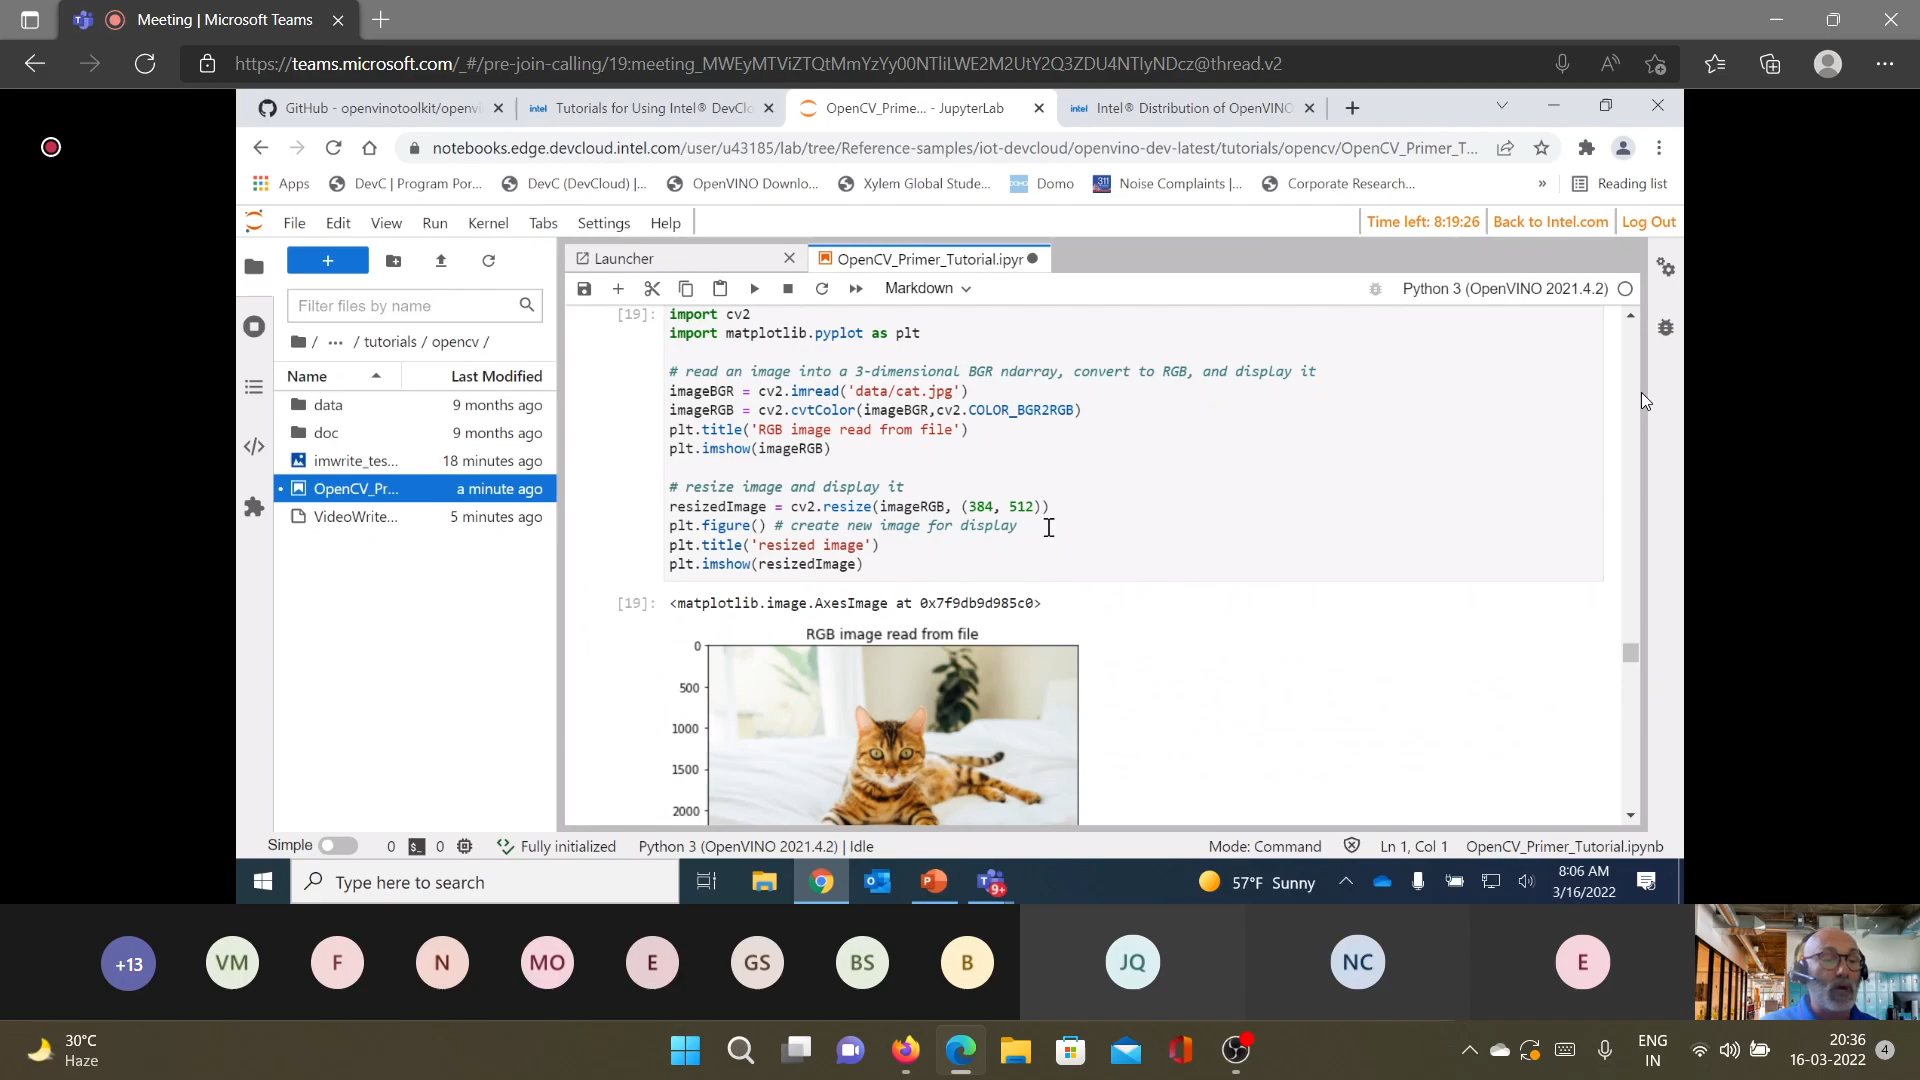 Meeting | Microsoft Teams
https://teams.microsoft.com/_#/pre-join-calling/19:meeting_MWEyMTViZTQtMmYzYy00NTliLWE2M2UtY2Q3ZDU4NTIyNDcz@thread.v2
GitHub - openvinotoolkit/openvi
intel Tutorials for Using Intel® DevClo
OpenCV_Prime... - JupyterLab
intel Intel® Distribution of OpenVINO
notebooks.edge.devcloud.intel.com/user/u43185/lab/tree/Reference-samples/iot-devcloud/openvino-dev-latest/tutorials/opencv/OpenCV_Primer_T...
Apps
DevC | Program Por...
DevC (DevCloud) |...
OpenVINO Downlo...
Xylem Global Stude...
DOMO Domo
311 Noise Complaints |...
Corporate Research...
»
Reading list
File Edit View Run Kernel Tabs Settings Help
Time left: 8:19:26 Back to Intel.com Log Out
Launcher
OpenCV_Primer_Tutorial.ipyr
Filter files by name
/ ... / tutorials / opencv /
Name Last Modified
data 9 months ago
doc 9 months ago
imwrite_tes... 18 minutes ago
OpenCV_Pr... a minute ago
VideoWrite... 5 minutes ago
Markdown
Python 3 (OpenVINO 2021.4.2)
[19]: import cv2
import matplotlib.pyplot as plt
# read an image into a 3-dimensional BGR ndarray, convert to RGB, and display it
imageBGR = cv2.imread('data/cat.jpg')
imageRGB = cv2.cvtColor(imageBGR,cv2.COLOR_BGR2RGB)
plt.title('RGB image read from file')
plt.imshow(imageRGB)
# resize image and display it
resizedImage = cv2.resize(imageRGB, (384, 512))
plt.figure() # create new image for display
plt.title('resized image')
plt.imshow(resizedImage)
[19]: <matplotlib.image.AxesImage at 0x7f9db9d985c0>
RGB image read from file
0
500
1000
1500
2000
Simple 0 $_ 0 Fully initialized Python 3 (OpenVINO 2021.4.2) | Idle
Mode: Command Ln 1, Col 1 OpenCV_Primer_Tutorial.ipynb
Type here to search
9+
57°F Sunny
8:06 AM
3/16/2022
+13 VM F N MO E GS BS B JQ NC E
30°C
Haze
ENG
IN
20:36
16-03-2022
4